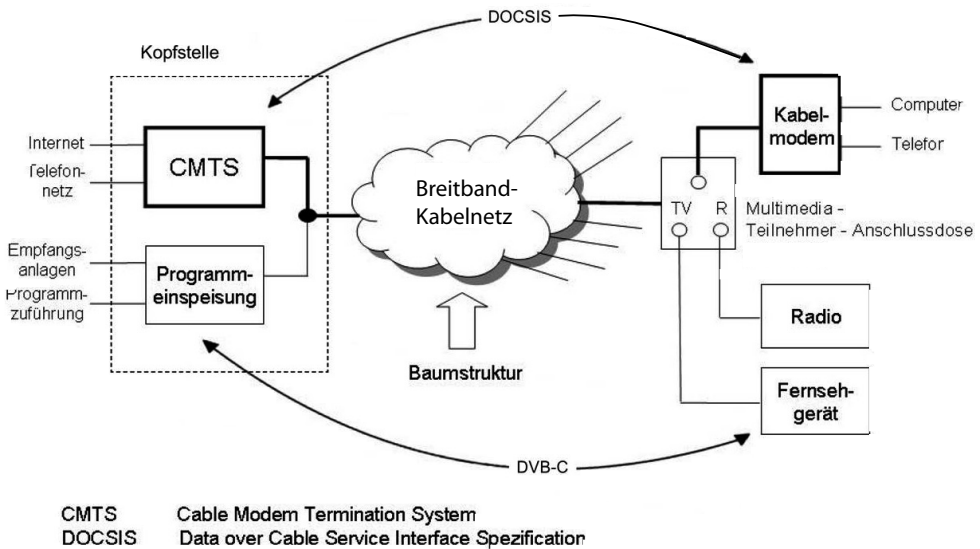 DOCSIS
Kopfstelle
Internet
Telefon-
netz
CMTS
Empfangs-
anlagen
Programm-
zuführung
Programm-
einspeisung
Breitband-
Kabelnetz
Baumstruktur
Kabel-
modem
Computer
Telefor
TV R
Multimedia -
Teilnehmer - Anschlussdose
Radio
Fernseh-
gerät
DVB-C
CMTS Cable Modem Termination System
DOCSIS Data over Cable Service Interface Spezification